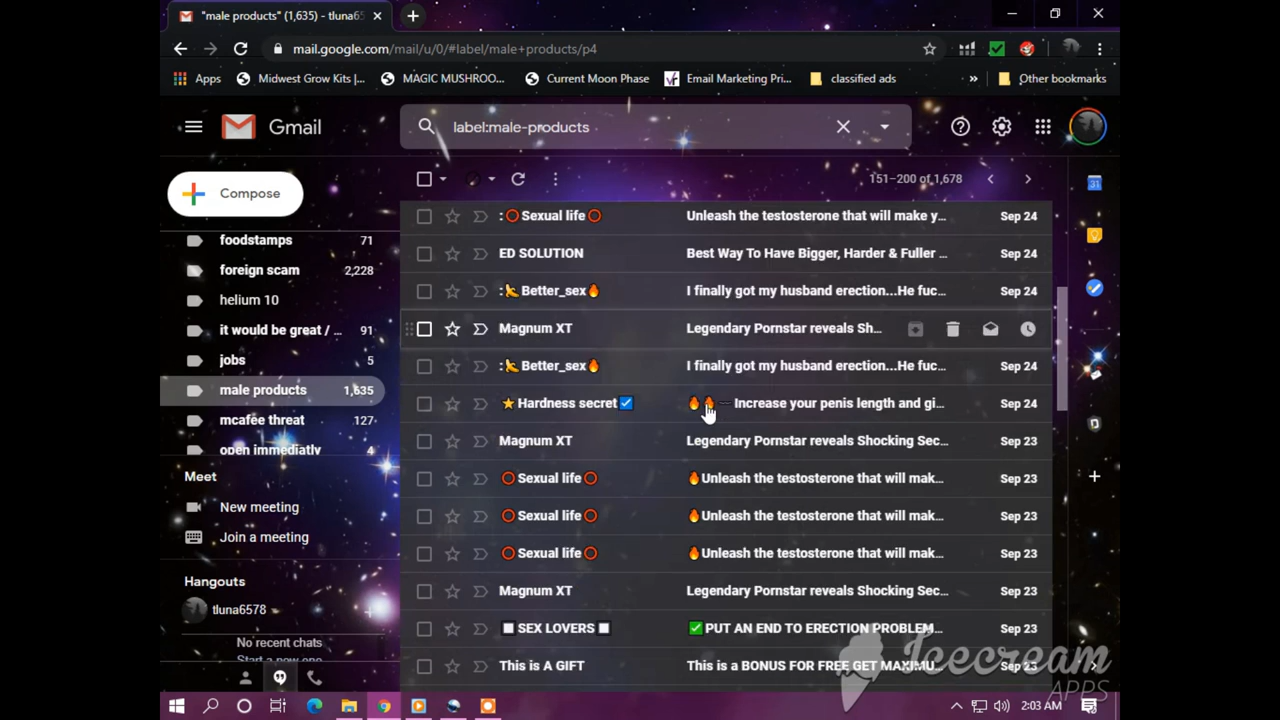 "male products" (1,635) - tluna65
mail.google.com/mail/u/0/#label/male+products/p4
Apps Midwest Grow Kits |... MAGIC MUSHROO... Current Moon Phase Email Marketing Pri... classified ads » Other bookmarks
Gmail label:male-products
Compose 151–200 of 1,678
foodstamps 71
foreign scam 2,228
helium 10
it would be great / ... 91
jobs 5
male products 1,635
mcafee threat 127
open immediatly 4
Meet
New meeting
Join a meeting
Hangouts
tluna6578
No recent chats
Start a new one
:⭕Sexual life⭕ Unleash the testosterone that will make y... Sep 24
ED SOLUTION Best Way To Have Bigger, Harder & Fuller ... Sep 24
:💪Better_sex🔥 I finally got my husband erection...He fuc... Sep 24
Magnum XT Legendary Pornstar reveals Sh...
:💪Better_sex🔥 I finally got my husband erection...He fuc... Sep 24
⭐Hardness secret☑️ 🔥🔥 Increase your penis length and gi... Sep 24
Magnum XT Legendary Pornstar reveals Shocking Sec... Sep 23
⭕Sexual life⭕ 🔥Unleash the testosterone that will mak... Sep 23
⭕Sexual life⭕ 🔥Unleash the testosterone that will mak... Sep 23
⭕Sexual life⭕ 🔥Unleash the testosterone that will mak... Sep 23
Magnum XT Legendary Pornstar reveals Shocking Sec... Sep 23
◻️SEX LOVERS◻️ ✅PUT AN END TO ERECTION PROBLEM... Sep 23
This is A GIFT This is a BONUS FOR FREE GET MAXIMU... Sep 23
Icecream
APPS
2:03 AM
31